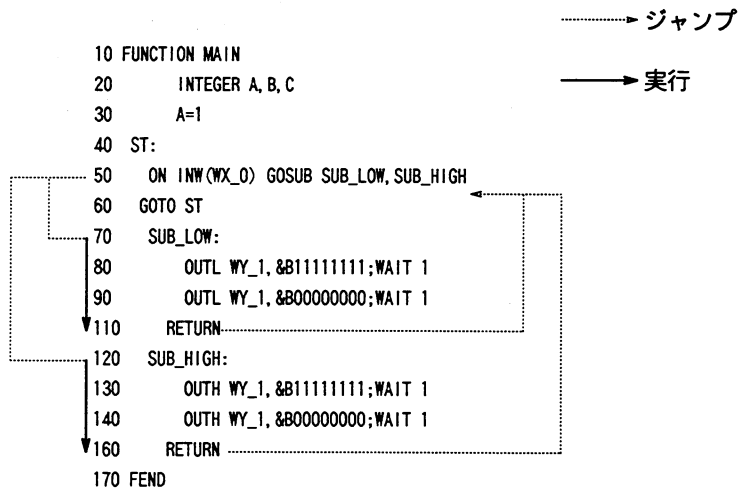 ジャンプ
10 FUNCTION MAIN
実行
20 INTEGER A,B,C
30 A=1
40 ST:
50 ON INW(WX_0) GOSUB SUB_LOW,SUB_HIGH
60 GOTO ST
70 SUB_LOW:
80 OUTL WY_1,&B11111111;WAIT 1
90 OUTL WY_1,&B00000000;WAIT 1
110 RETURN
120 SUB_HIGH:
130 OUTH WY_1,&B11111111;WAIT 1
140 OUTH WY_1,&B00000000;WAIT 1
160 RETURN
170 FEND